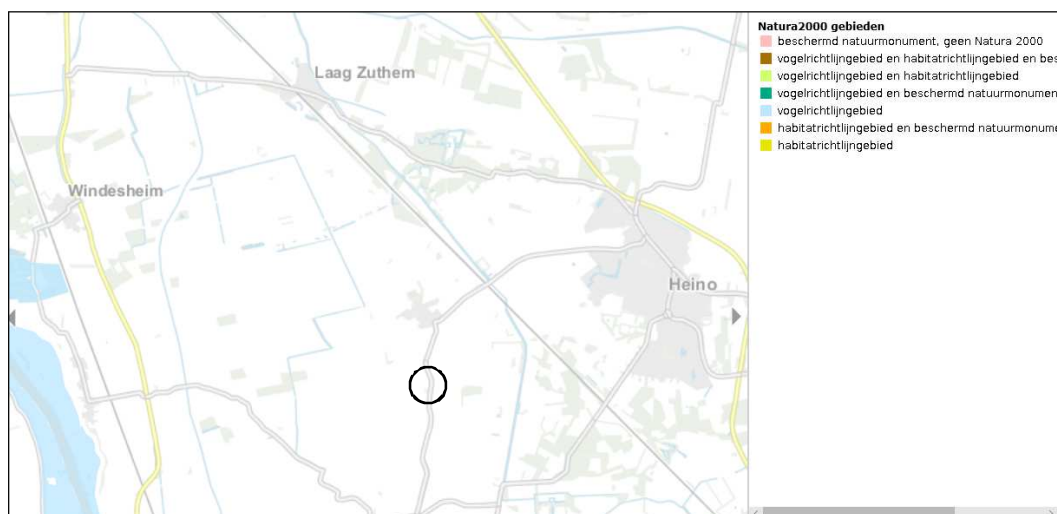 Laag Zuthem
Windesheim
Heino
Natura2000 gebieden
beschermd natuurmonument, geen Natura 2000
vogelrichtlijngebied en habitatrichtlijngebied en bes
vogelrichtlijngebied en habitatrichtlijngebied
vogelrichtlijngebied en beschermd natuurmonumen
vogelrichtlijngebied
habitatrichtlijngebied en beschermd natuurmonume
habitatrichtlijngebied